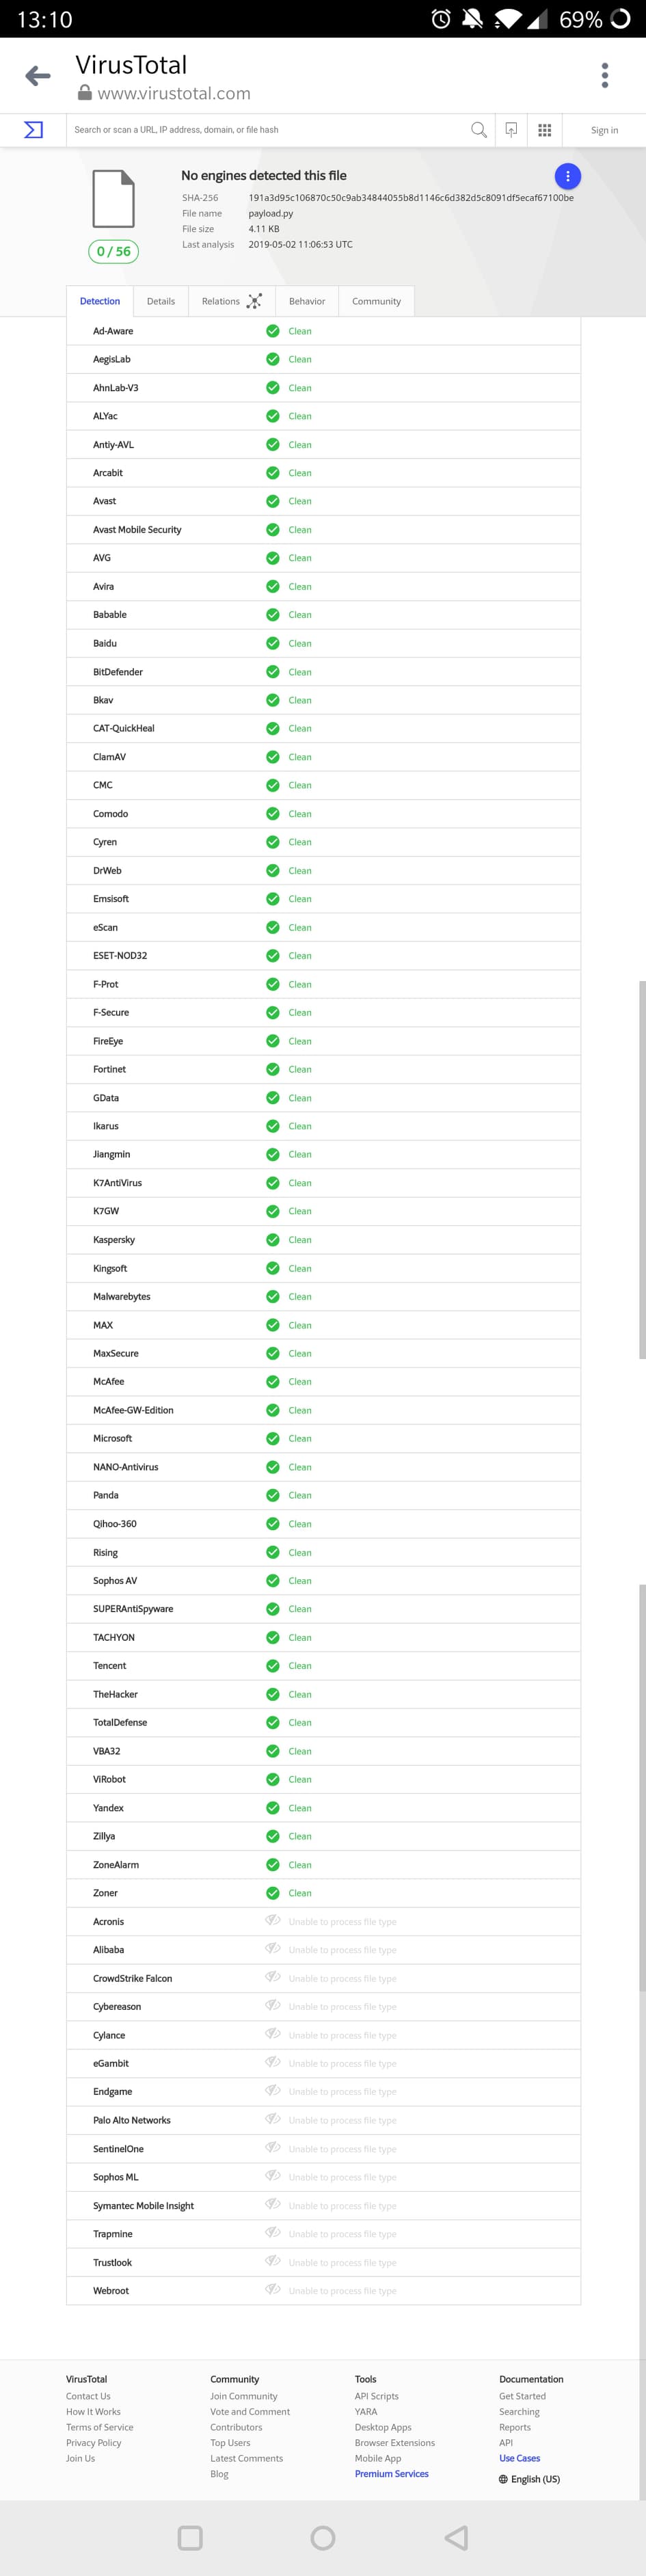 13:10
69%
VirusTotal
www.virustotal.com
Search or scan a URL, IP address, domain, or file hash
Sign in
No engines detected this file
SHA-256 191a3d95c106870c50c9ab34844055b8d1146c6d382d5c8091df5ecaf67100be
File name payload.py
File size 4.11 KB
Last analysis 2019-05-02 11:06:53 UTC
0 / 56
Detection Details Relations Behavior Community
Ad-Aware Clean
AegisLab Clean
AhnLab-V3 Clean
ALYac Clean
Antiy-AVL Clean
Arcabit Clean
Avast Clean
Avast Mobile Security Clean
AVG Clean
Avira Clean
Babable Clean
Baidu Clean
BitDefender Clean
Bkav Clean
CAT-QuickHeal Clean
ClamAV Clean
CMC Clean
Comodo Clean
Cyren Clean
DrWeb Clean
Emsisoft Clean
eScan Clean
ESET-NOD32 Clean
F-Prot Clean
F-Secure Clean
FireEye Clean
Fortinet Clean
GData Clean
Ikarus Clean
Jiangmin Clean
K7AntiVirus Clean
K7GW Clean
Kaspersky Clean
Kingsoft Clean
Malwarebytes Clean
MAX Clean
MaxSecure Clean
McAfee Clean
McAfee-GW-Edition Clean
Microsoft Clean
NANO-Antivirus Clean
Panda Clean
Qihoo-360 Clean
Rising Clean
Sophos AV Clean
SUPERAntiSpyware Clean
TACHYON Clean
Tencent Clean
TheHacker Clean
TotalDefense Clean
VBA32 Clean
ViRobot Clean
Yandex Clean
Zillya Clean
ZoneAlarm Clean
Zoner Clean
Acronis Unable to process file type
Alibaba Unable to process file type
CrowdStrike Falcon Unable to process file type
Cybereason Unable to process file type
Cylance Unable to process file type
eGambit Unable to process file type
Endgame Unable to process file type
Palo Alto Networks Unable to process file type
SentinelOne Unable to process file type
Sophos ML Unable to process file type
Symantec Mobile Insight Unable to process file type
Trapmine Unable to process file type
Trustlook Unable to process file type
Webroot Unable to process file type
VirusTotal Community Tools Documentation
Contact Us Join Community API Scripts Get Started
How It Works Vote and Comment YARA Searching
Terms of Service Contributors Desktop Apps Reports
Privacy Policy Top Users Browser Extensions API
Join Us Latest Comments Mobile App Use Cases
Blog Premium Services
English (US)